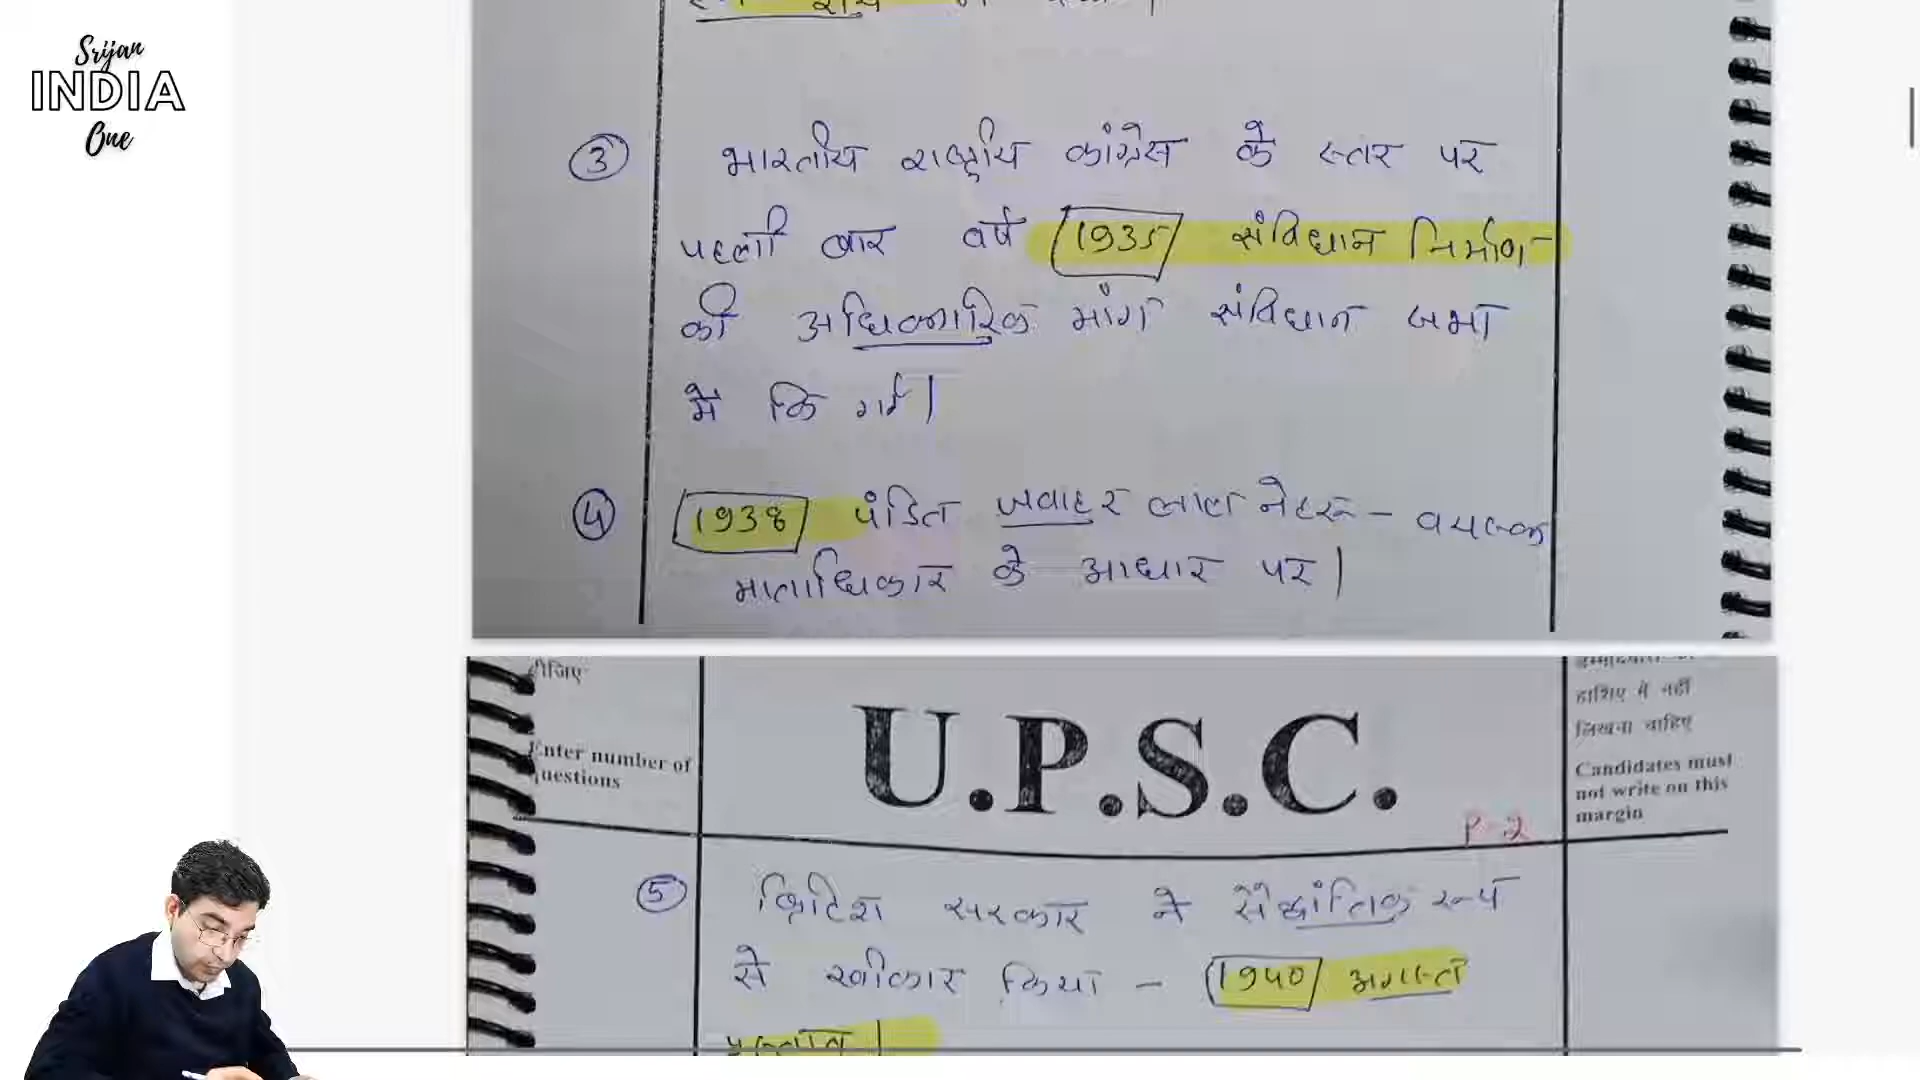 Srijan
INDIA
One
③ भारतीय राष्ट्रीय कांग्रेस के स्तर पर
पहली बार वर्ष 1935 संविधान निर्माण -
की अधिकारिक मांग संविधान सभा
में कि गई।
④ 1938 पंडित जवाहर लाल नेहरू - वयस्क
माताधिकार के आधार पर।
दीजिए
Enter number of
questions
U.P.S.C.
हाशिए में नहीं
लिखना चाहिए
Candidates must
not write on this
margin
P-2
⑤ ब्रिटिश सरकार ने सैद्धांतिक रूप
से स्वीकार किया - 1940 अगस्त
प्रस्ताव।